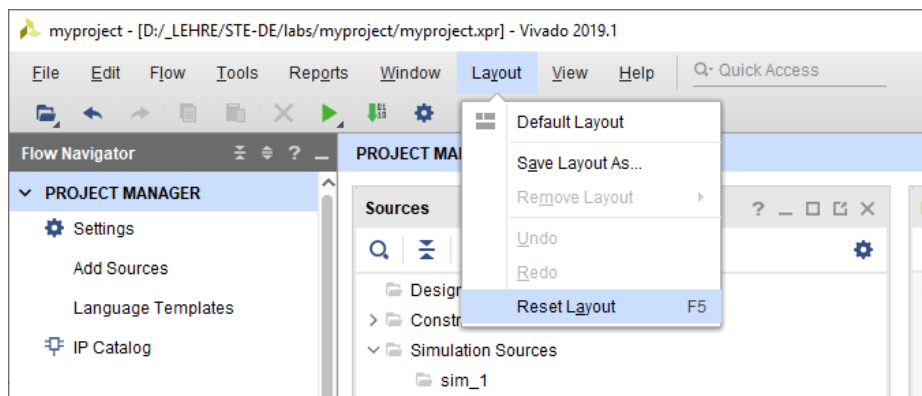 myproject - [D:/_LEHRE/STE-DE/labs/myproject/myproject.xpr] - Vivado 2019.1
File Edit Flow Tools Reports Window Layout View Help Q- Quick Access
Flow Navigator ?
PROJECT MANAGER
Settings
Add Sources
Language Templates
IP Catalog
PROJECT MA
Sources ?
Desig
Constr
Simulation Sources
sim_1
Default Layout
Save Layout As...
Remove Layout
Undo
Redo
Reset Layout F5